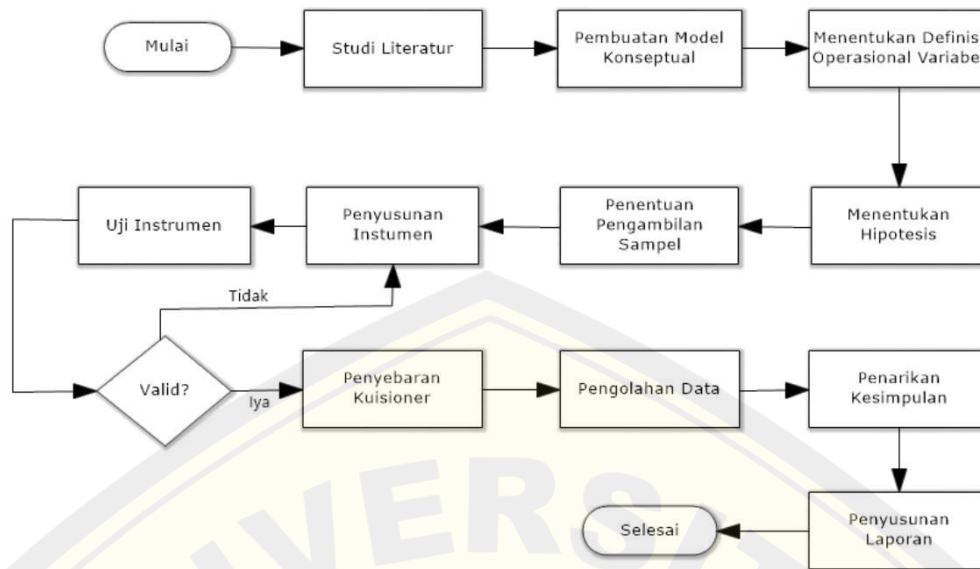 Mulai
Studi Literatur
Pembuatan Model
Konseptual
Menentukan Definis
Operasional Variabe
Menentukan
Hipotesis
Penentuan
Pengambilan
Sampel
Penyusunan
Instumen
Uji Instrumen
Tidak
Valid?
Iya
Penyebaran
Kuisioner
Pengolahan Data
Penarikan
Kesimpulan
Penyusunan
Laporan
Selesai
IVERS